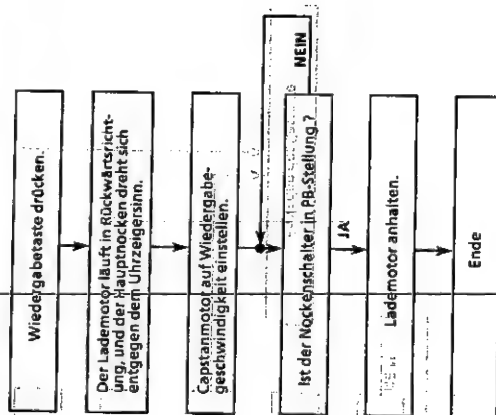 Wiedergabetaste drücken.
Der Lademotor läuft in Rückwärtsricht-
ung, und der Hauptnocken dreht sich
entgegen dem Uhrzeigersinn.
Capstanmotor auf Wiedergabe-
geschwindigkeit einstellen.
Ist der Nockenschalter in PB-Stellung ?
NEIN
JA
Lademotor anhalten.
Ende